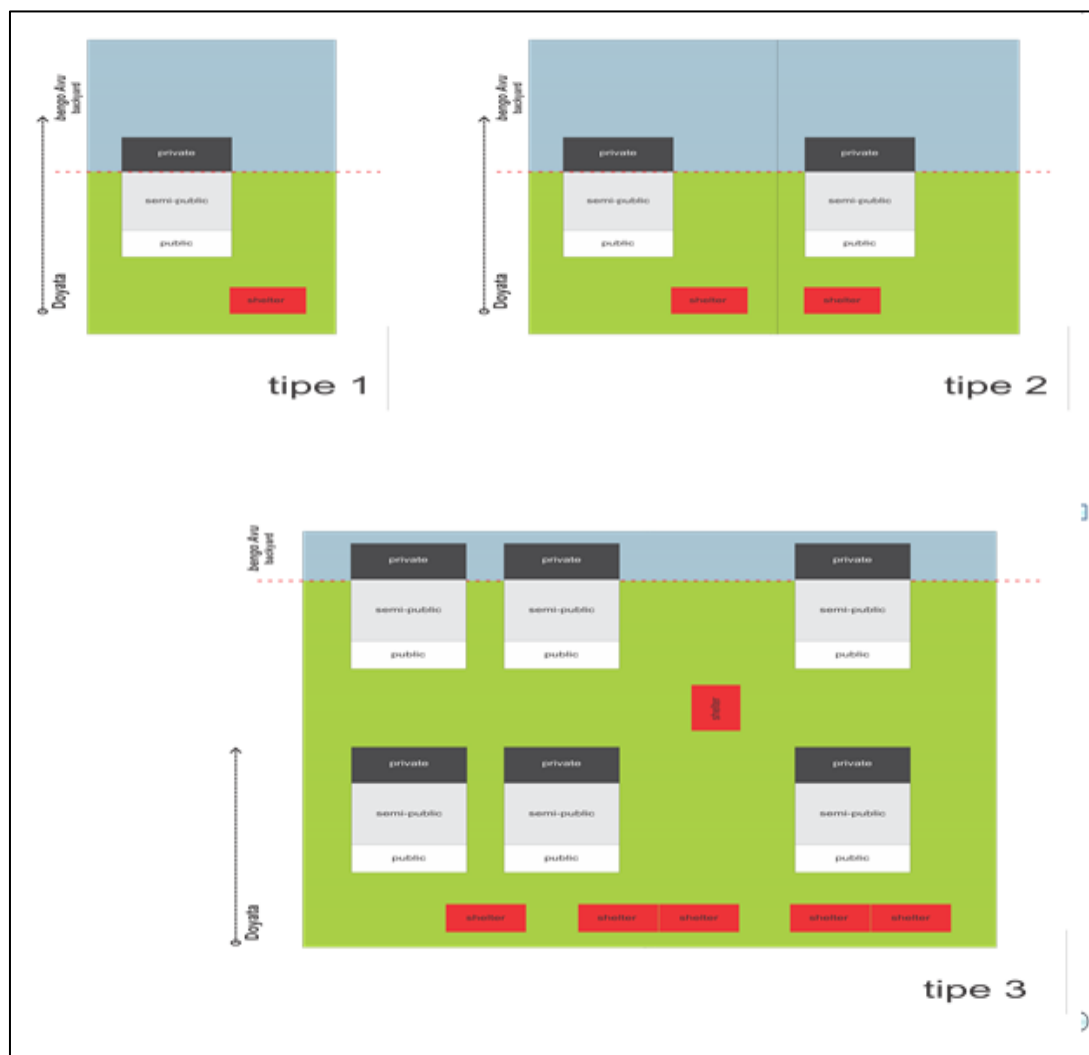 bengo Avu
backyard
Doyata
private
semi-public
public
shelter
tipe 1
bengo Avu
backyard
Doyata
private
private
semi-public
semi-public
public
public
shelter
shelter
tipe 2
bengo Avu
backyard
Doyata
private
private
private
semi-public
semi-public
semi-public
public
public
public
shelter
private
private
private
semi-public
semi-public
semi-public
public
public
public
shelter
shelter
shelter
shelter
shelter
tipe 3